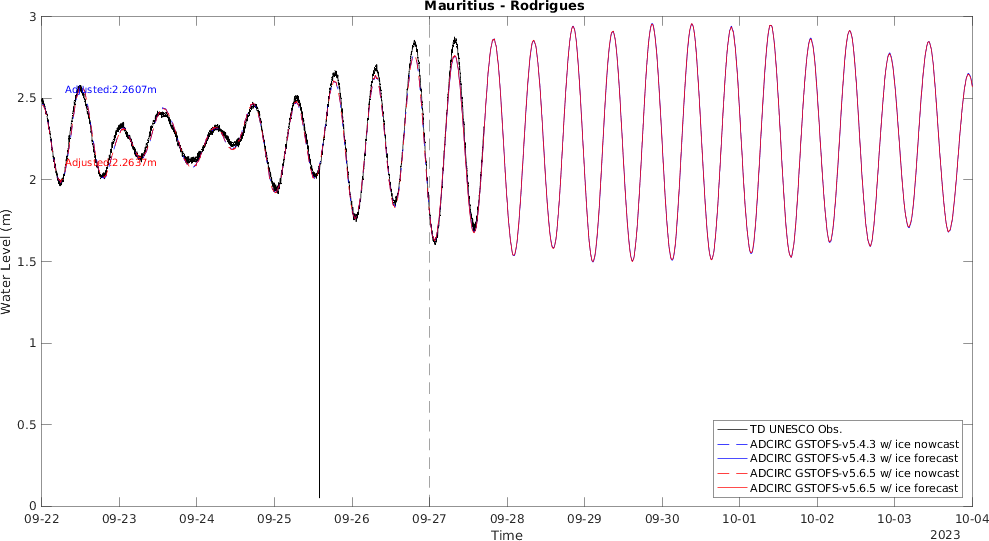 Mauritius - Rodrigues
3
2.5
2
1.5
1
0.5
0
Water Level (m)
Adjusted:2.2607m
Adjusted:2.2637m
TD UNESCO Obs.
ADCIRC GSTOFS-v5.4.3 w/ ice nowcast
ADCIRC GSTOFS-v5.4.3 w/ ice forecast
ADCIRC GSTOFS-v5.6.5 w/ ice nowcast
ADCIRC GSTOFS-v5.6.5 w/ ice forecast
09-22 09-23 09-24 09-25 09-26 09-27 09-28 09-29 09-30 10-01 10-02 10-03 10-04
Time
2023